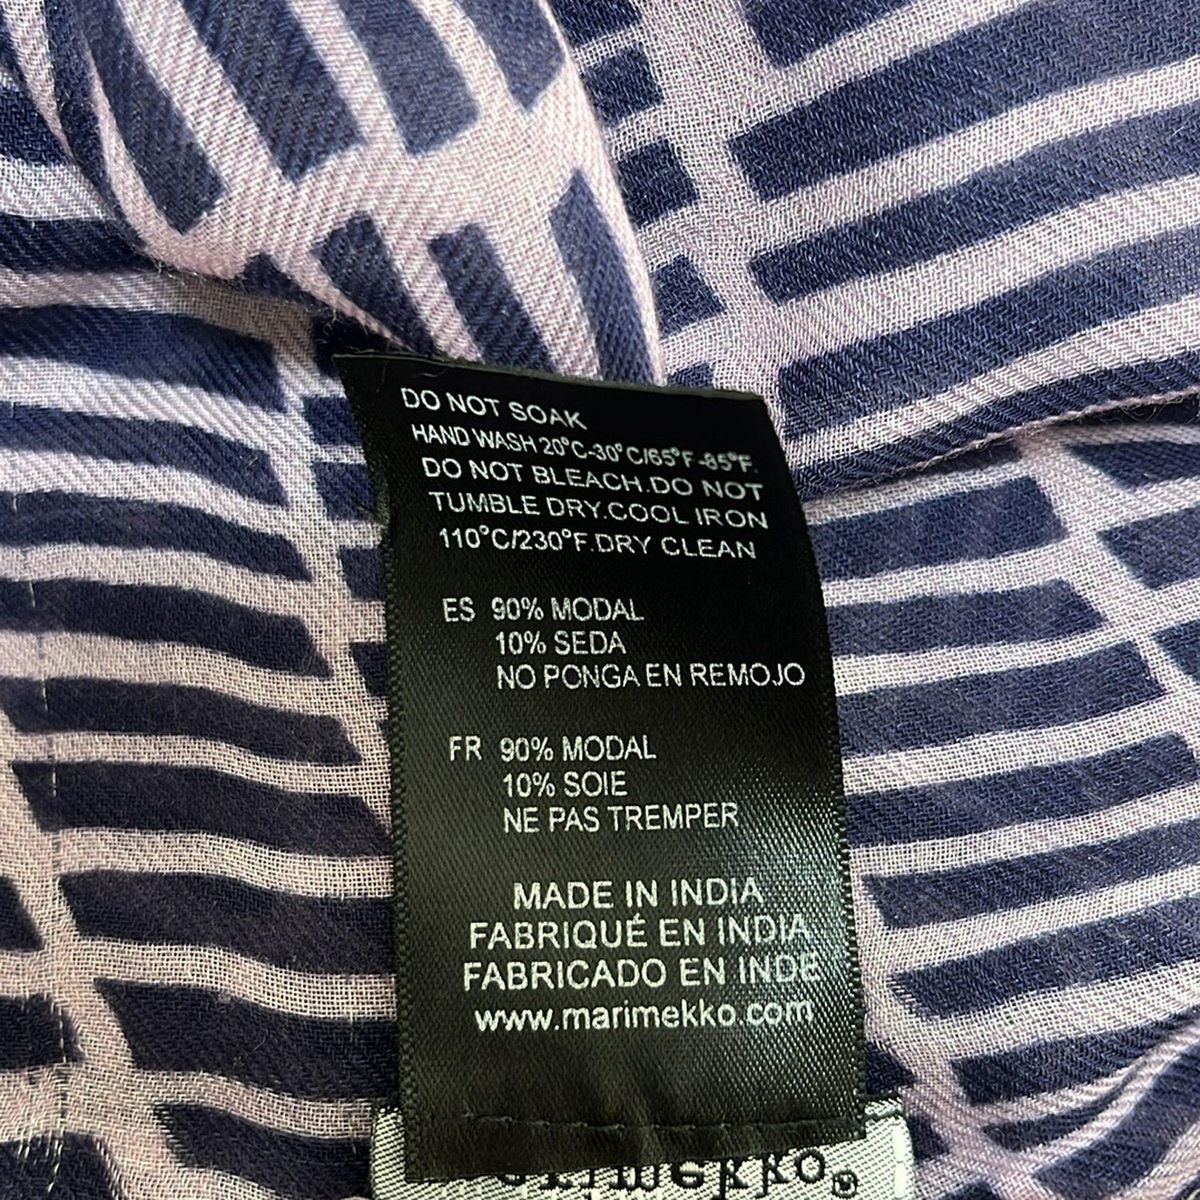 DO NOT SOAK
HAND WASH 20°C-30°C/65°F-85°F.
DO NOT BLEACH.DO NOT
TUMBLE DRY.COOL IRON
110°C/230°F.DRY CLEAN
ES 90% MODAL
10% SEDA
NO PONGA EN REMOJO
FR 90% MODAL
10% SOIE
NE PAS TREMPER
MADE IN INDIA
FABRIQUÉ EN INDIA
FABRICADO EN INDE
www.marimekko.com
marimekko®